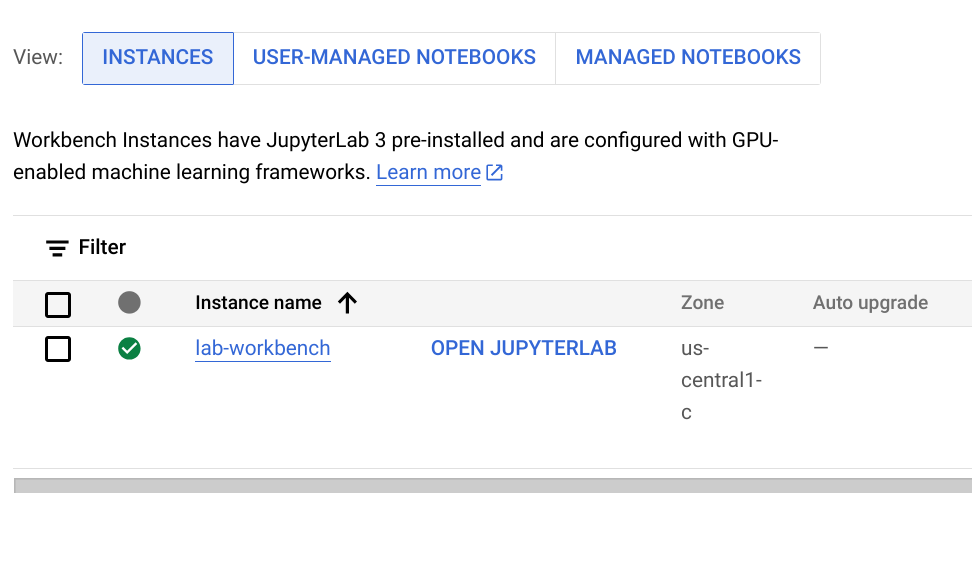 View: INSTANCES USER-MANAGED NOTEBOOKS MANAGED NOTEBOOKS
Workbench Instances have JupyterLab 3 pre-installed and are configured with GPU-
enabled machine learning frameworks. Learn more
Filter
Instance name Zone Auto upgrade
lab-workbench OPEN JUPYTERLAB us- —
central1-
c